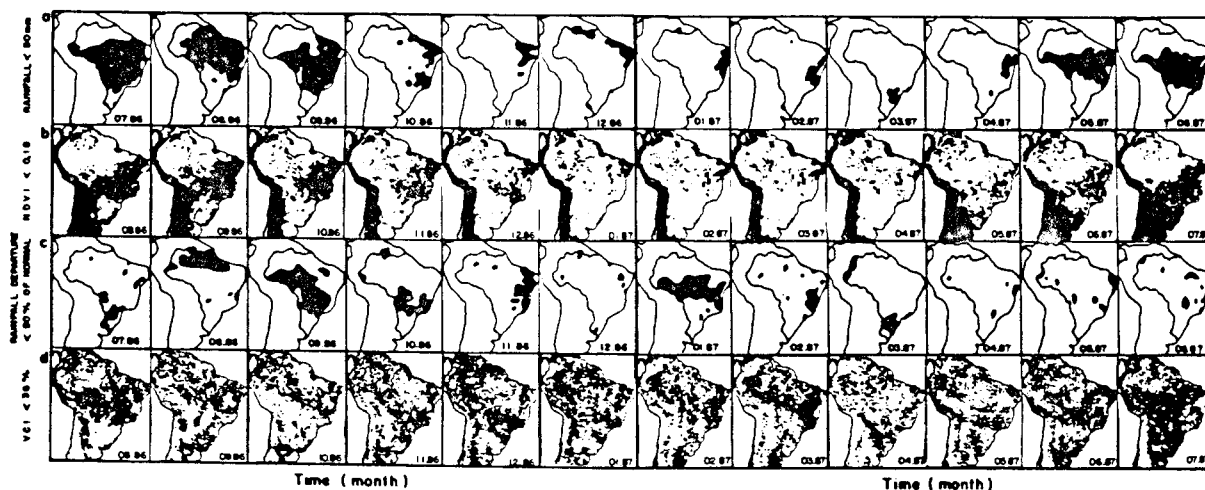 a
RAINFALL < 80mm
07.86 08.86 09.86 10.86 11.86 12.86 01.87 02.87 03.87 04.87 05.87 06.87
b
NDVI < 0.18
08.86 09.86 10.86 11.86 12.86 01.87 02.87 03.87 04.87 05.87 06.87 07.87
c
RAINFALL DEPARTURE
< 80% OF NORMAL
07.86 08.86 09.86 10.86 11.86 12.86 01.87 02.87 03.87 04.87 05.87 06.87
d
VCI < 36 %
08.86 09.86 10.86 11.86 12.86 01.87 02.87 03.87 04.87 05.87 06.87 07.87
Time (month) Time (month)